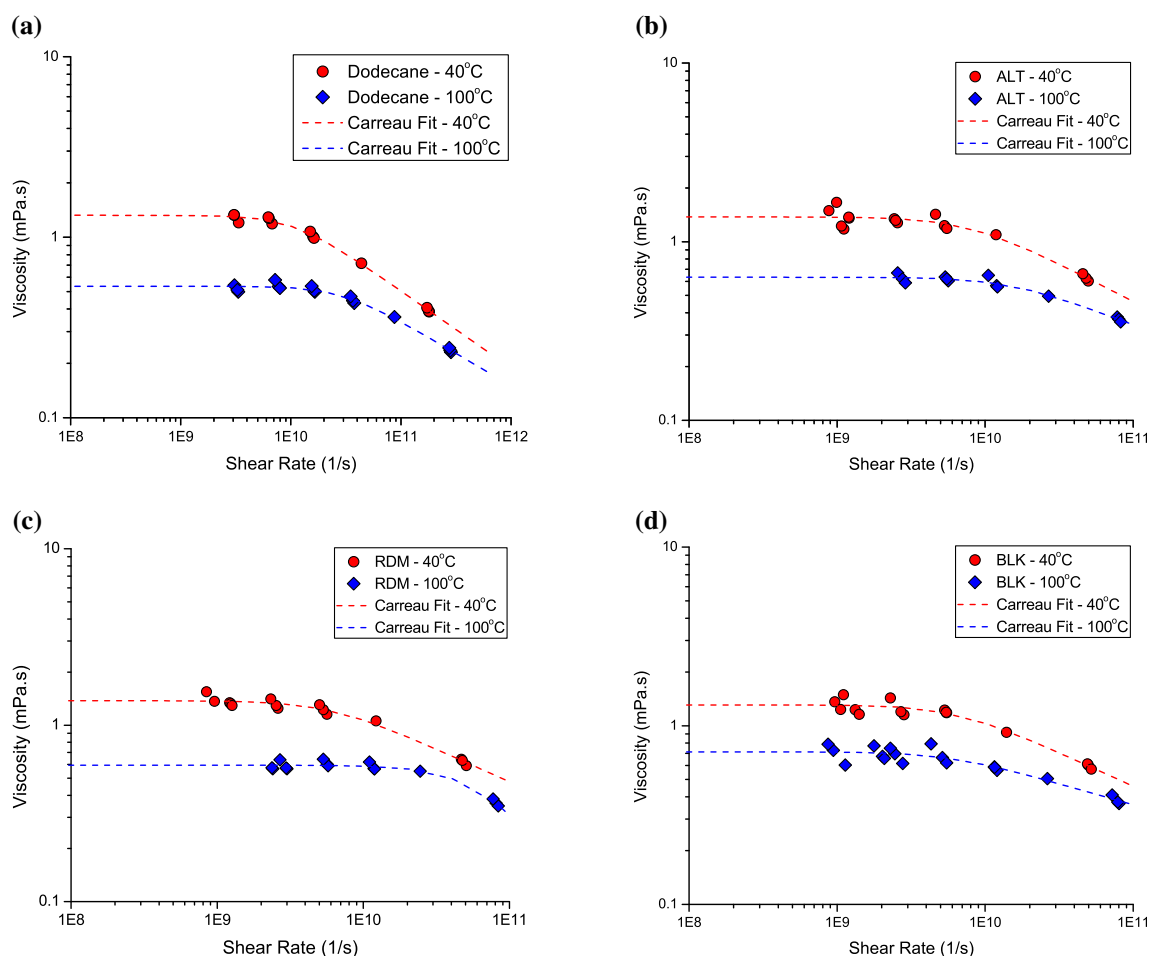 (a)
10
1
0.1
Viscosity (mPa.s)
Dodecane - 40°C
Dodecane - 100°C
Carreau Fit - 40°C
Carreau Fit - 100°C
1E8 1E9 1E10 1E11 1E12
Shear Rate (1/s)
(b)
10
1
0.1
Viscosity (mPa.s)
ALT - 40°C
ALT - 100°C
Carreau Fit - 40°C
Carreau Fit - 100°C
1E8 1E9 1E10 1E11
Shear Rate (1/s)
(c)
10
1
0.1
Viscosity (mPa.s)
RDM - 40°C
RDM - 100°C
Carreau Fit - 40°C
Carreau Fit - 100°C
1E8 1E9 1E10 1E11
Shear Rate (1/s)
(d)
10
1
0.1
Viscosity (mPa.s)
BLK - 40°C
BLK - 100°C
Carreau Fit - 40°C
Carreau Fit - 100°C
1E8 1E9 1E10 1E11
Shear Rate (1/s)